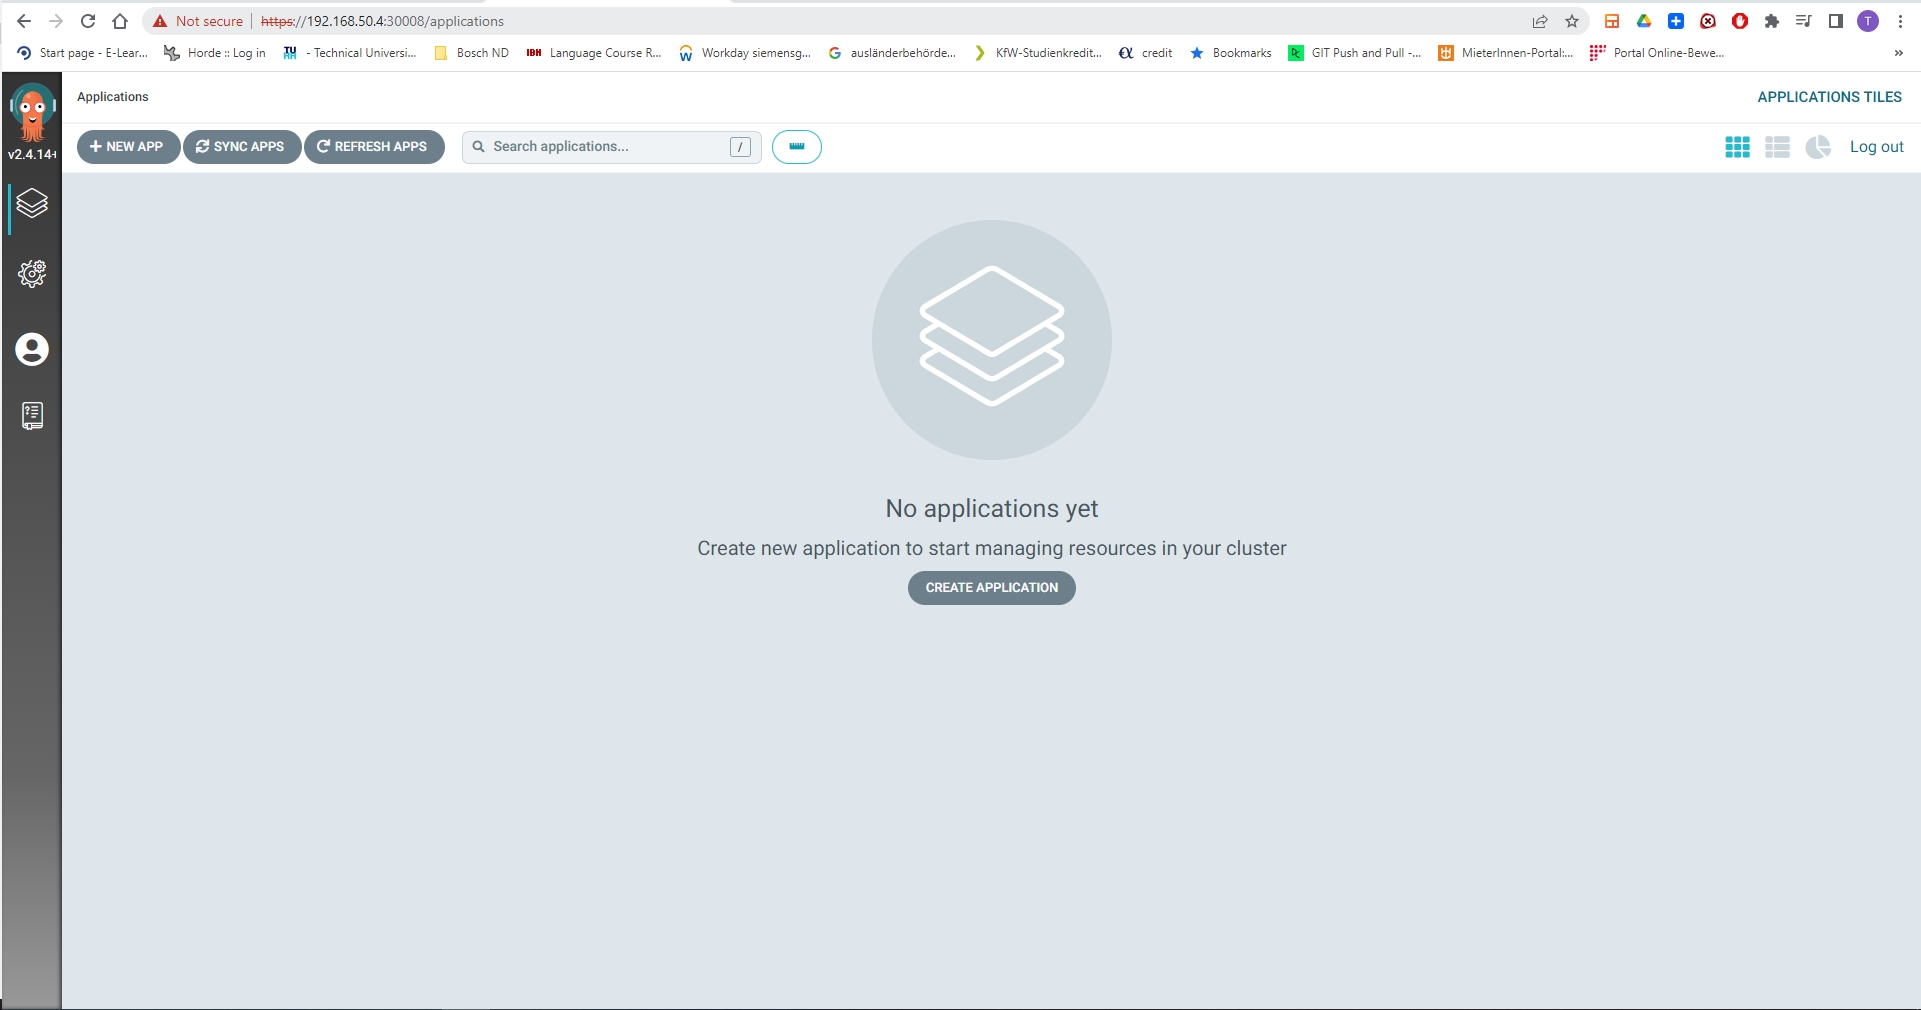 Not secure https://192.168.50.4:30008/applications T
Start page - E-Lear... Horde :: Log in TU HH - Technical Universi... Bosch ND IBH Language Course R... Workday siemensg... ausländerbehörde... KfW-Studienkredit... credit Bookmarks GIT Push and Pull -... MieterInnen-Portal:... Portal Online-Bewe... »
Applications APPLICATIONS TILES
v2.4.14+
NEW APP SYNC APPS REFRESH APPS Search applications... / Log out
No applications yet
Create new application to start managing resources in your cluster
CREATE APPLICATION